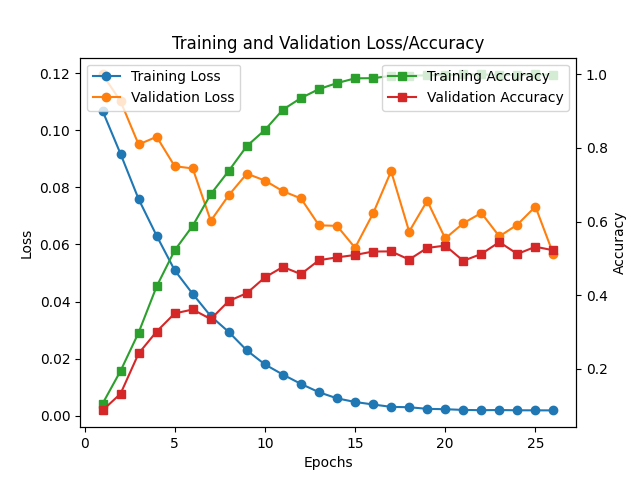 Training and Validation Loss/Accuracy
Training Loss
Validation Loss
Training Accuracy
Validation Accuracy
0.12
0.10
0.08
0.06
0.04
0.02
0.00
Loss
1.0
0.8
0.6
0.4
0.2
Accuracy
0 5 10 15 20 25
Epochs